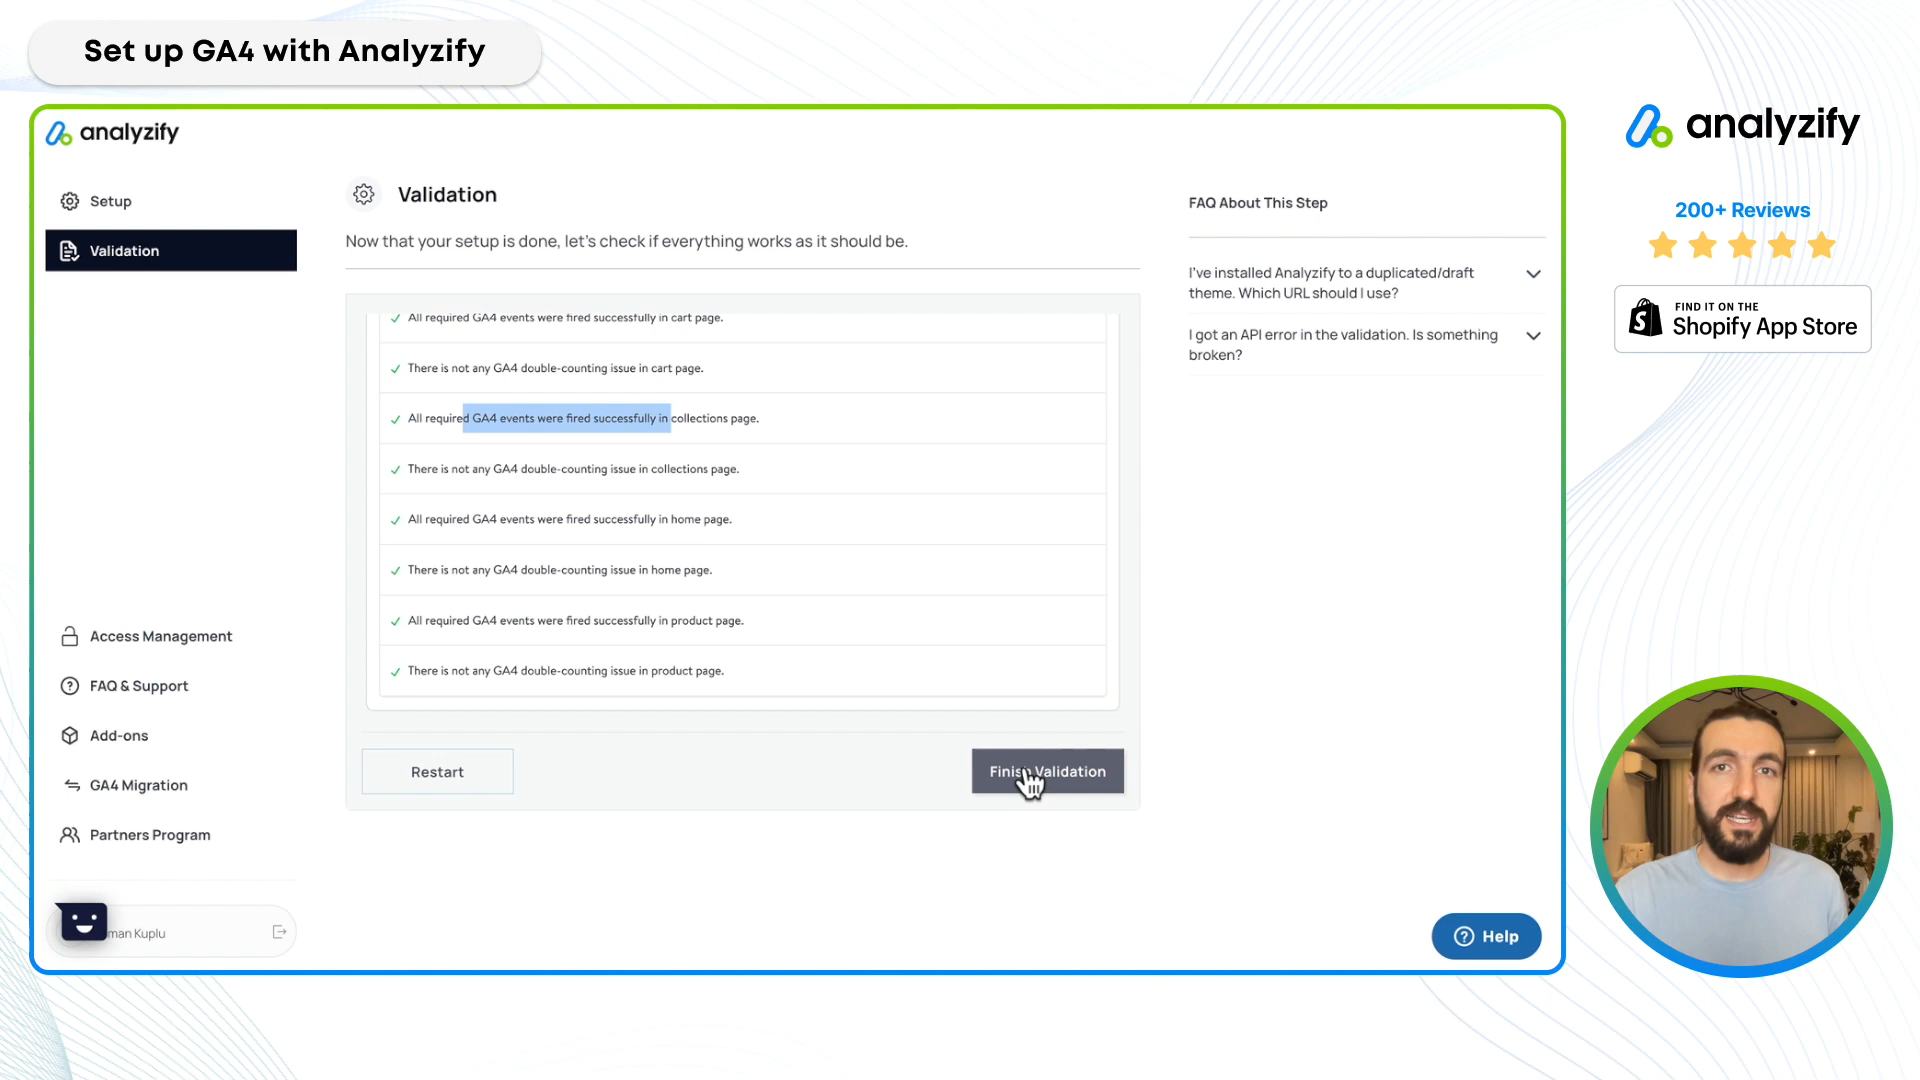 Set up GA4 with Analyzify
analyzify
Setup
Validation
Access Management
FAQ & Support
Add-ons
GA4 Migration
Partners Program
man Kuplu
Validation
Now that your setup is done, let's check if everything works as it should be.
All required GA4 events were fired successfully in cart page.
There is not any GA4 double-counting issue in cart page.
All required GA4 events were fired successfully in collections page.
There is not any GA4 double-counting issue in collections page.
All required GA4 events were fired successfully in home page.
There is not any GA4 double-counting issue in home page.
All required GA4 events were fired successfully in product page.
There is not any GA4 double-counting issue in product page.
Restart
Finish Validation
FAQ About This Step
I've installed Analyzify to a duplicated/draft
theme. Which URL should I use?
I got an API error in the validation. Is something
broken?
Help
analyzify
200+ Reviews
FIND IT ON THE
Shopify App Store